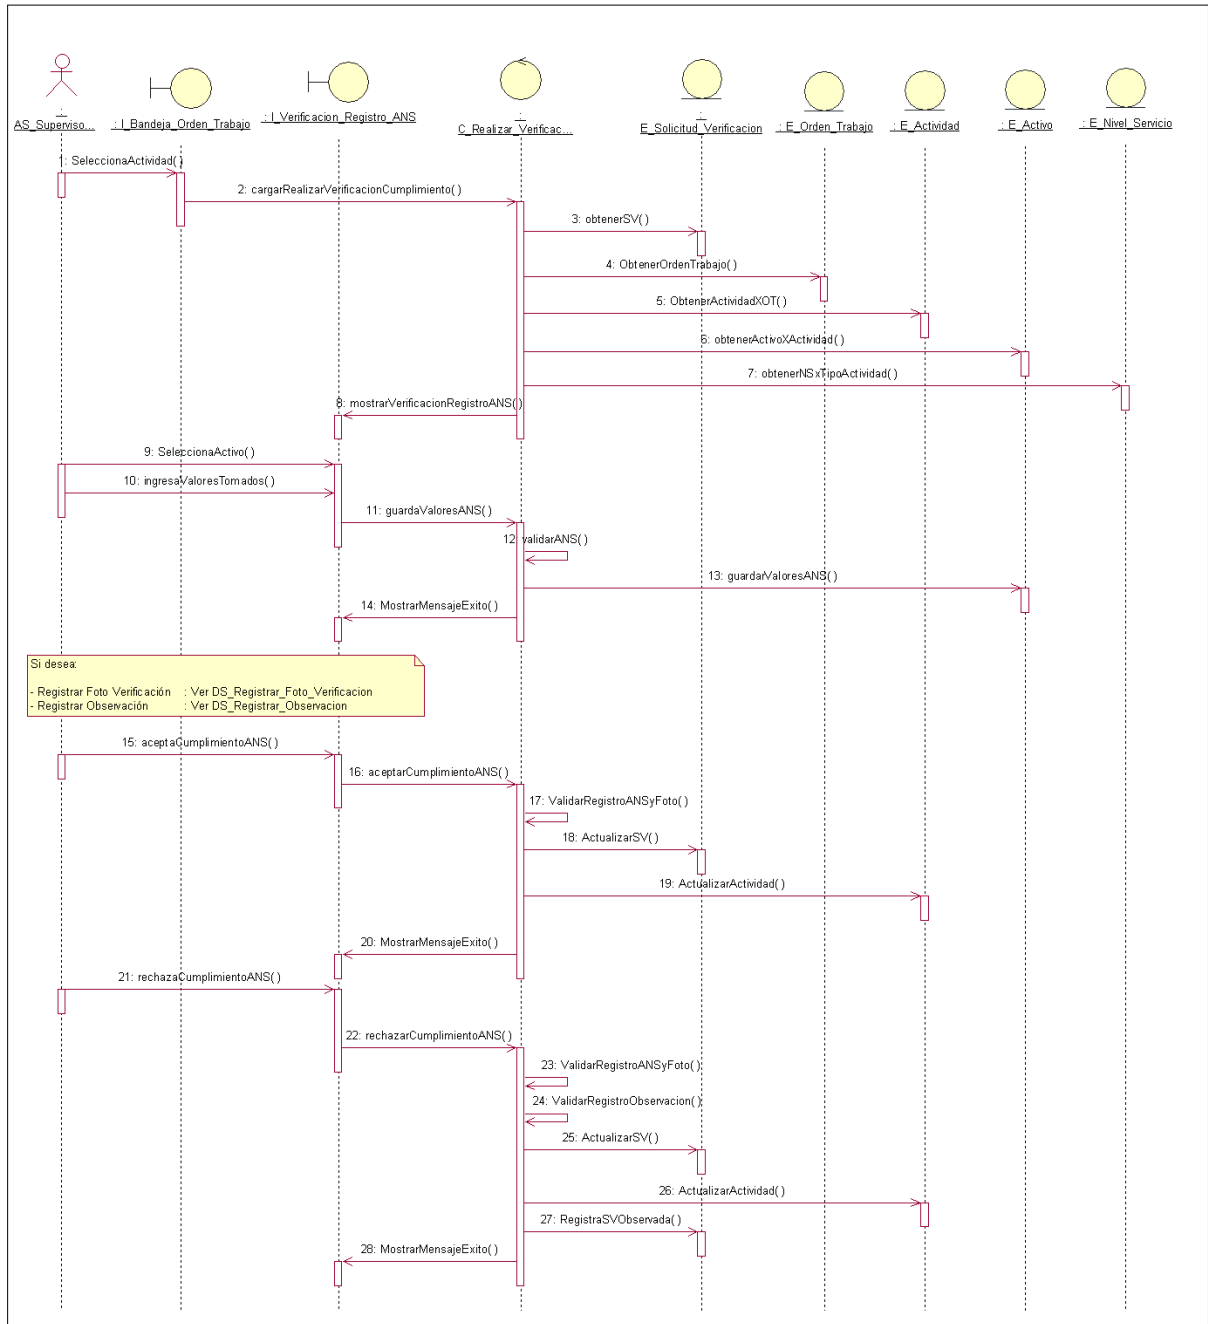 :
AS_Superviso...
: I_Bandeja_Orden_Trabajo
: I_Verificacion_Registro_ANS
:
C_Realizar_Verificac...
:
E_Solicitud_Verificacion
: E_Orden_Trabajo
: E_Actividad
: E_Activo
: E_Nivel_Servicio
1: SeleccionaActividad( )
2: cargarRealizarVerificacionCumplimiento( )
3: obtenerSV( )
4: ObtenerOrdenTrabajo( )
5: ObtenerActividadXOT( )
6: obtenerActivoXActividad( )
7: obtenerNSxTipoActividad( )
8: mostrarVerificacionRegistroANS( )
9: SeleccionaActivo( )
10: ingresaValoresTomados( )
11: guardaValoresANS( )
12: validarANS( )
13: guardarValoresANS( )
14: MostrarMensajeExito( )
Si desea:
- Registrar Foto Verificación : Ver DS_Registrar_Foto_Verificacion
- Registrar Observación : Ver DS_Registrar_Observacion
15: aceptaCumplimientoANS( )
16: aceptarCumplimientoANS( )
17: ValidarRegistroANSyFoto( )
18: ActualizarSV( )
19: ActualizarActividad( )
20: MostrarMensajeExito( )
21: rechazaCumplimientoANS( )
22: rechazarCumplimientoANS( )
23: ValidarRegistroANSyFoto( )
24: ValidarRegistroObservacion( )
25: ActualizarSV( )
26: ActualizarActividad( )
27: RegistraSVObservada( )
28: MostrarMensajeExito( )